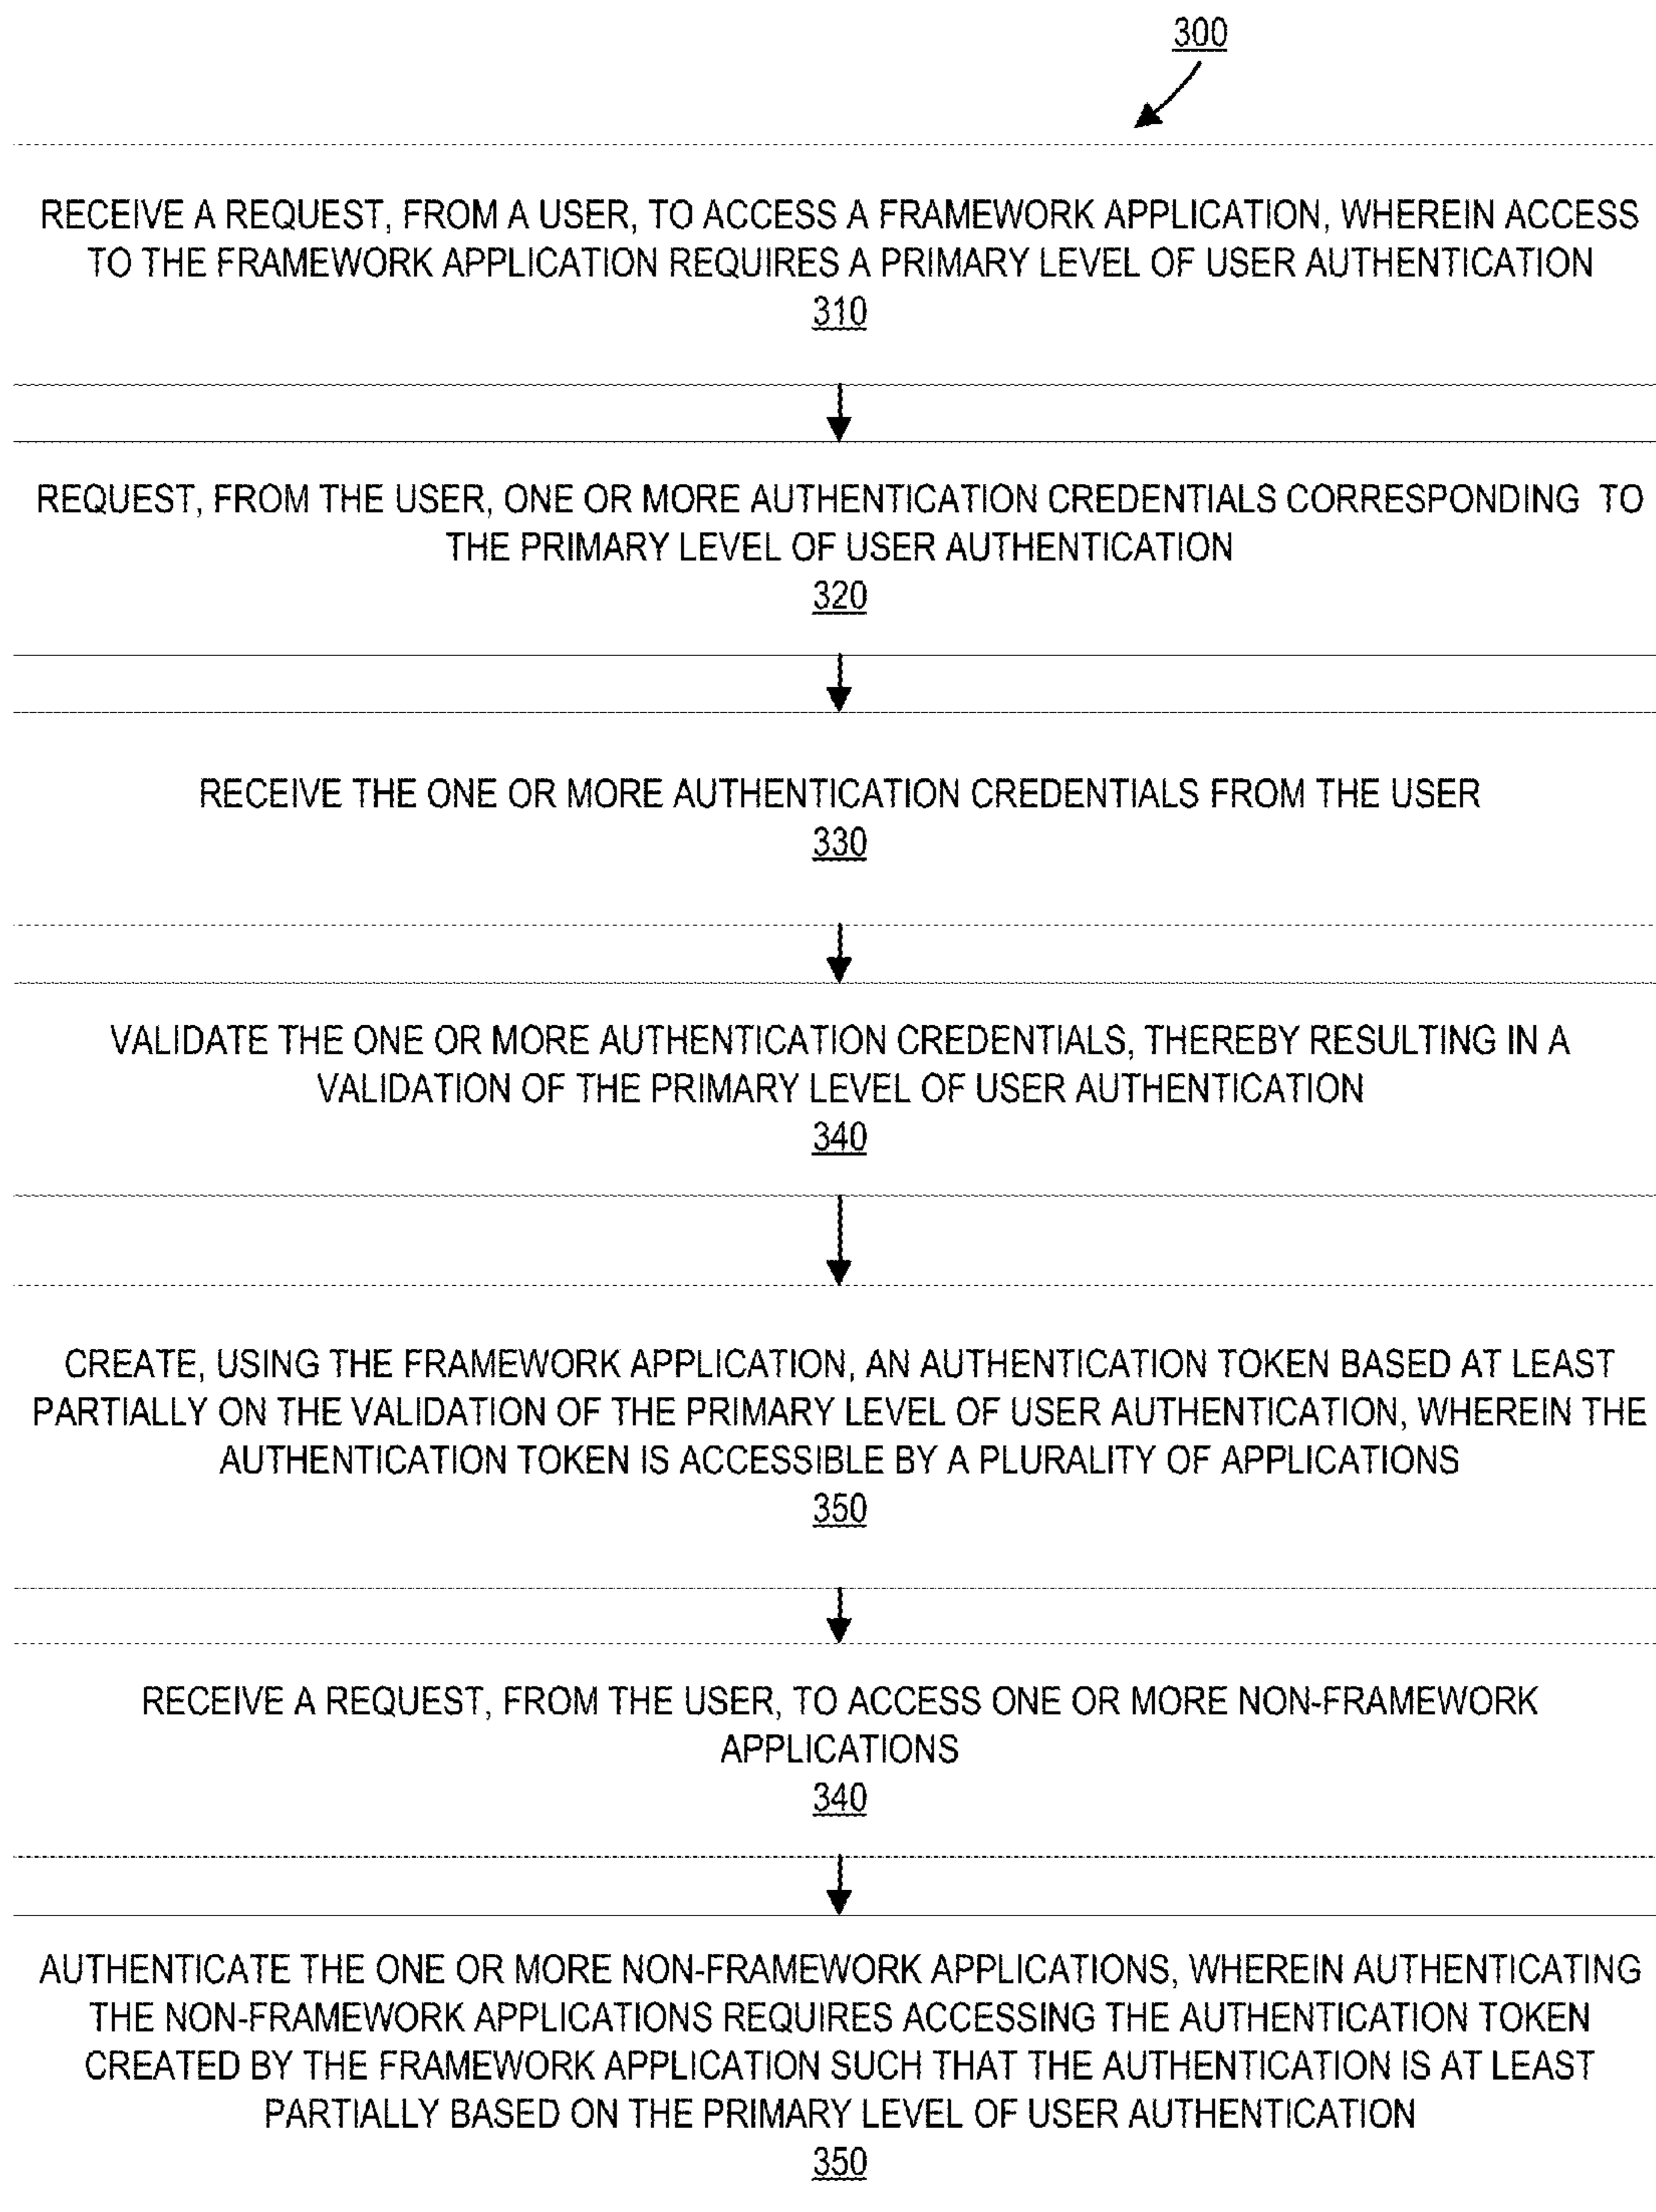 300
RECEIVE A REQUEST, FROM A USER, TO ACCESS A FRAMEWORK APPLICATION, WHEREIN ACCESS
TO THE FRAMEWORK APPLICATION REQUIRES A PRIMARY LEVEL OF USER AUTHENTICATION
310
REQUEST, FROM THE USER, ONE OR MORE AUTHENTICATION CREDENTIALS CORRESPONDING TO
THE PRIMARY LEVEL OF USER AUTHENTICATION
320
RECEIVE THE ONE OR MORE AUTHENTICATION CREDENTIALS FROM THE USER
330
VALIDATE THE ONE OR MORE AUTHENTICATION CREDENTIALS, THEREBY RESULTING IN A
VALIDATION OF THE PRIMARY LEVEL OF USER AUTHENTICATION
340
CREATE, USING THE FRAMEWORK APPLICATION, AN AUTHENTICATION TOKEN BASED AT LEAST
PARTIALLY ON THE VALIDATION OF THE PRIMARY LEVEL OF USER AUTHENTICATION, WHEREIN THE
AUTHENTICATION TOKEN IS ACCESSIBLE BY A PLURALITY OF APPLICATIONS
350
RECEIVE A REQUEST, FROM THE USER, TO ACCESS ONE OR MORE NON-FRAMEWORK
APPLICATIONS
340
AUTHENTICATE THE ONE OR MORE NON-FRAMEWORK APPLICATIONS, WHEREIN AUTHENTICATING
THE NON-FRAMEWORK APPLICATIONS REQUIRES ACCESSING THE AUTHENTICATION TOKEN
CREATED BY THE FRAMEWORK APPLICATION SUCH THAT THE AUTHENTICATION IS AT LEAST
PARTIALLY BASED ON THE PRIMARY LEVEL OF USER AUTHENTICATION
350